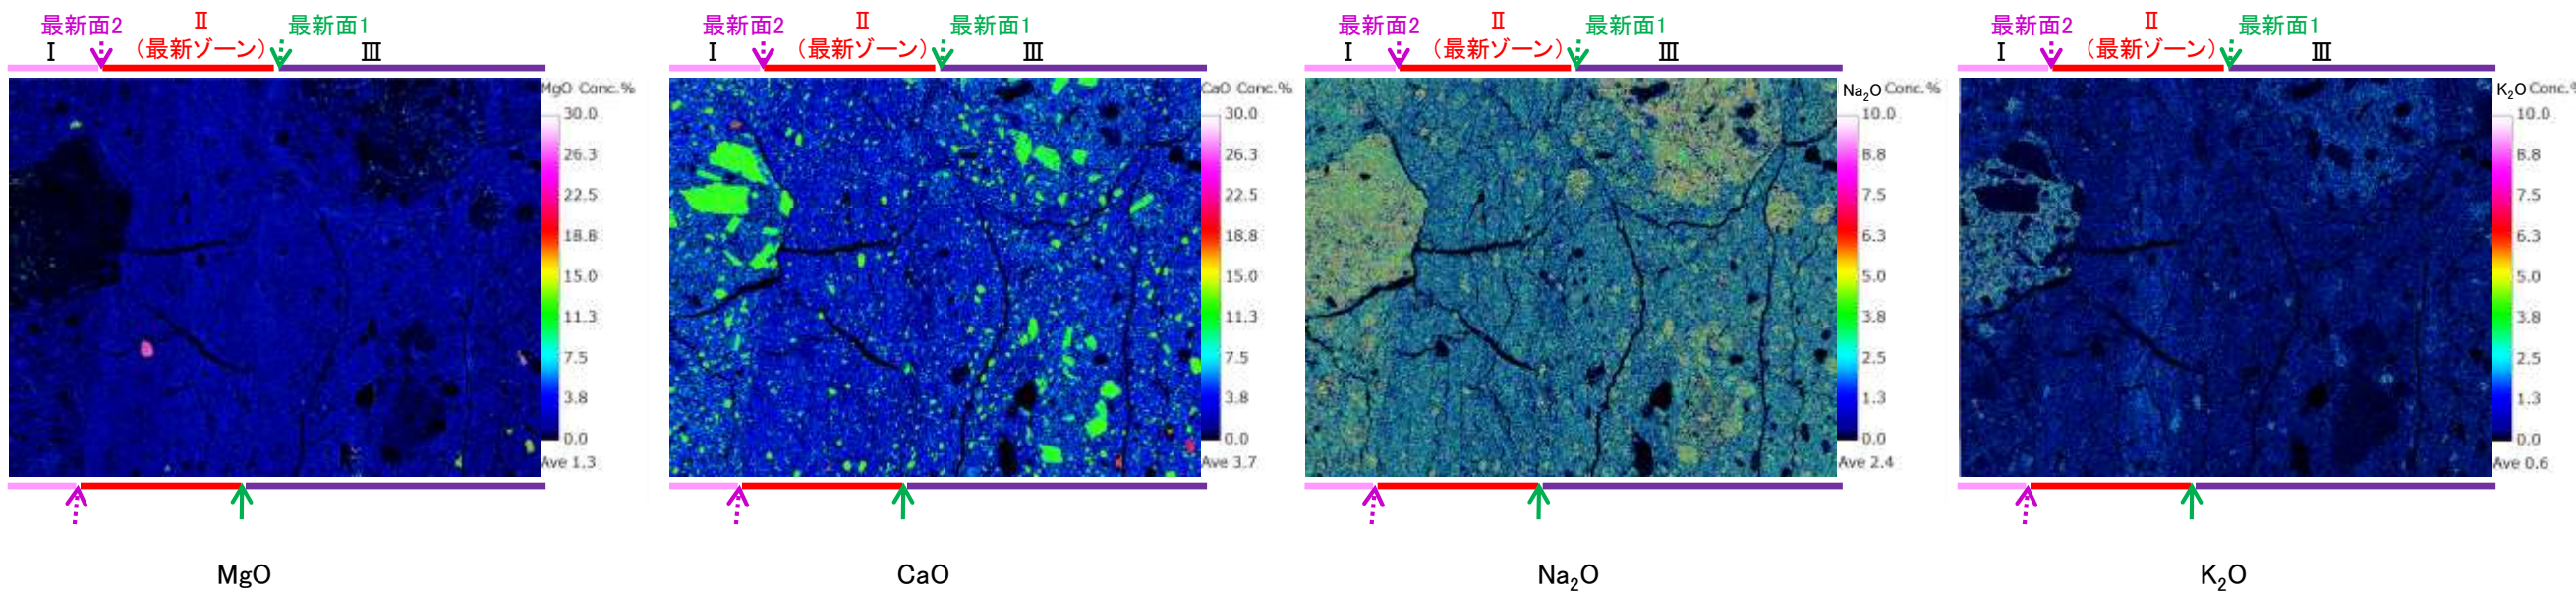 最新面2
Ⅱ
最新面1
Ⅰ
(最新ゾーン)
Ⅲ
MgO Conc.%
30.0
26.3
22.5
18.8
15.0
11.3
7.5
3.8
0.0
Ave 1.3
MgO
最新面2
Ⅱ
最新面1
Ⅰ
(最新ゾーン)
Ⅲ
CaO Conc.%
30.0
26.3
22.5
18.8
15.0
11.3
7.5
3.8
0.0
Ave 3.7
CaO
最新面2
Ⅱ
最新面1
Ⅰ
(最新ゾーン)
Ⅲ
Na₂O Conc.%
10.0
8.8
7.5
6.3
5.0
3.8
2.5
1.3
0.0
Ave 2.4
Na₂O
最新面2
Ⅱ
最新面1
Ⅰ
(最新ゾーン)
Ⅲ
K₂O Conc.%
10.0
8.8
7.5
6.3
5.0
3.8
2.5
1.3
0.0
Ave 0.6
K₂O